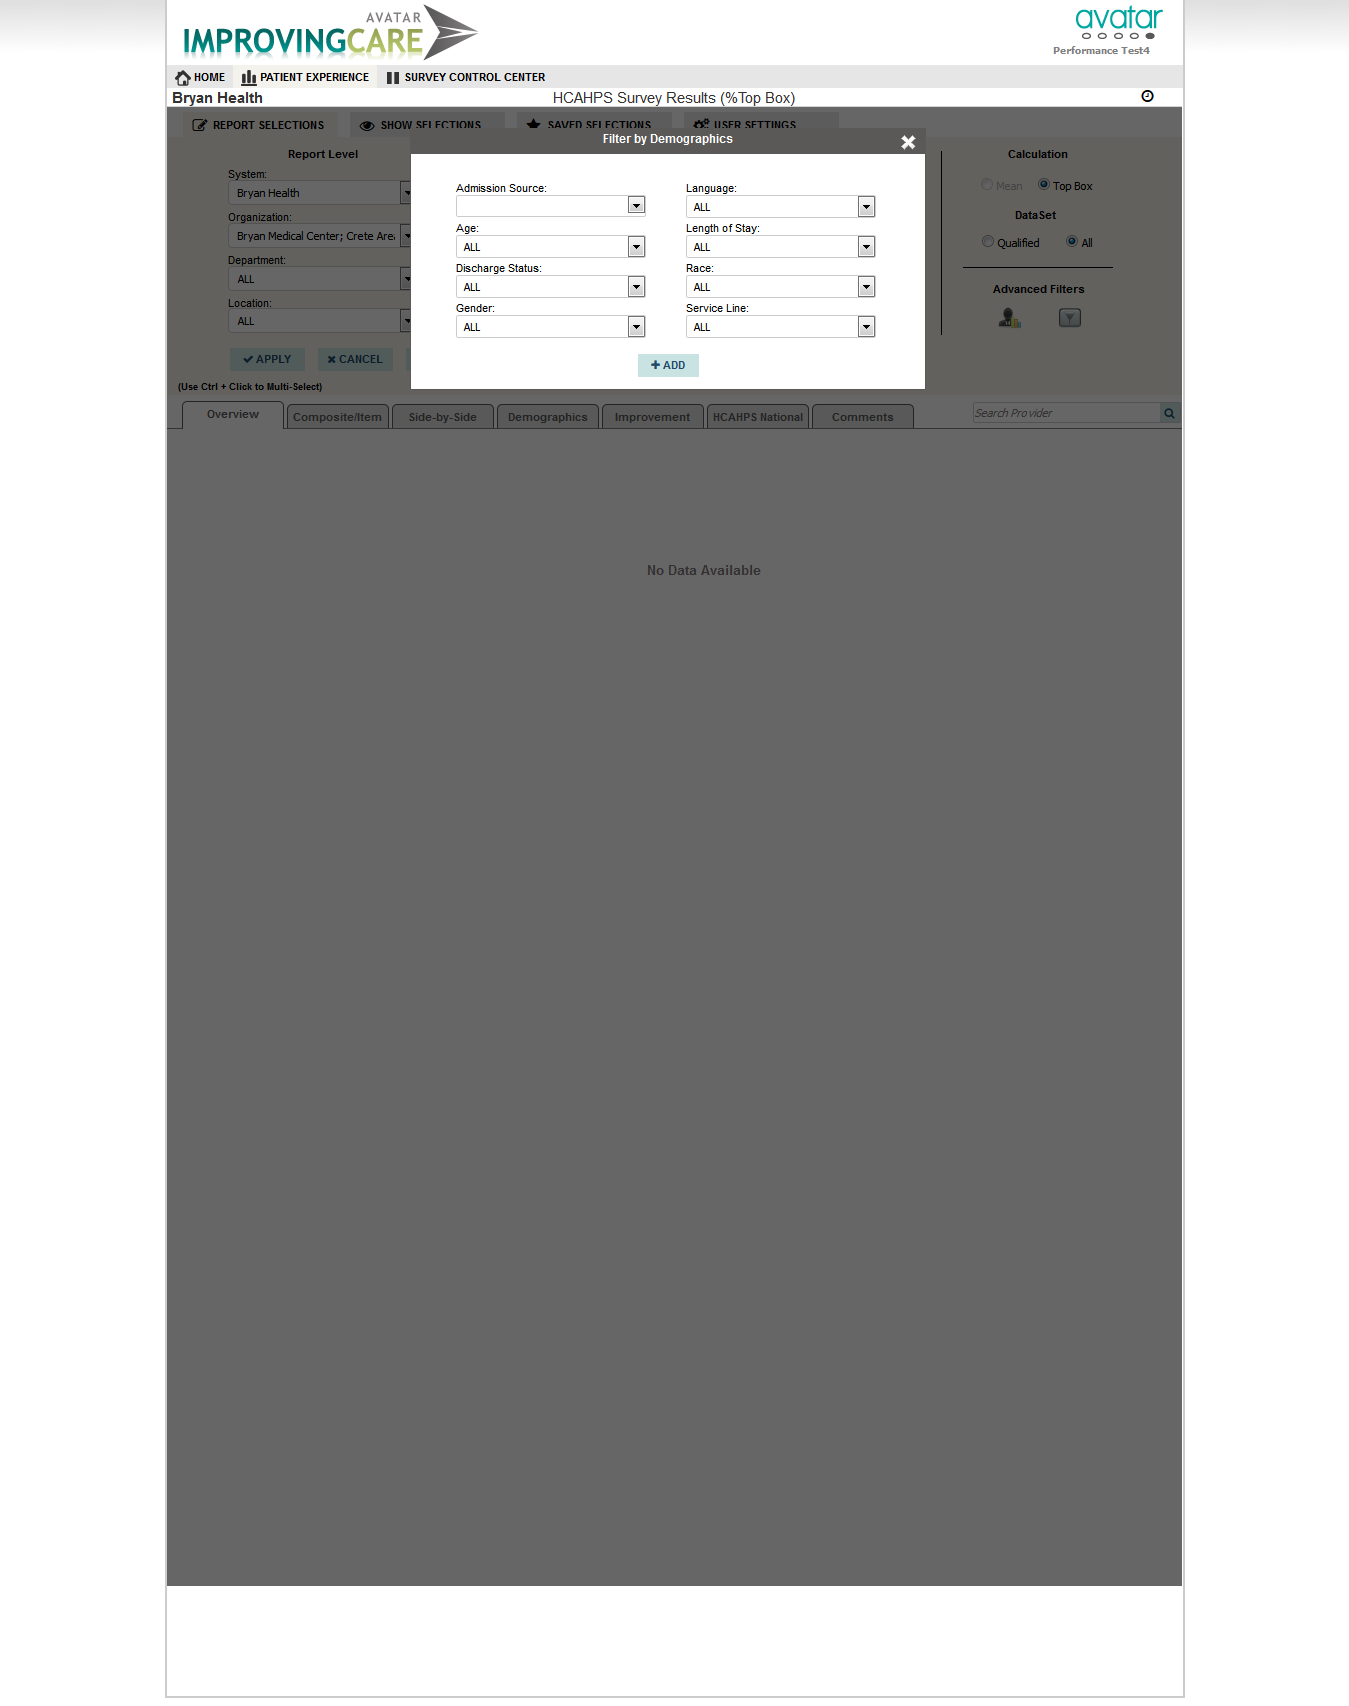 AVATAR
IMPROVINGCARE
avatar
Performance Test4
HOME
PATIENT EXPERIENCE
SURVEY CONTROL CENTER
Bryan Health
HCAHPS Survey Results (%Top Box)
REPORT SELECTIONS
SHOW SELECTIONS
SAVED SELECTIONS
USER SETTINGS
Filter by Demographics
Report Level
System:
Bryan Health
Organization:
Bryan Medical Center; Crete Are
Department:
ALL
Location:
ALL
APPLY
CANCEL
(Use Ctrl + Click to Multi-Select)
Admission Source:
Age:
ALL
Discharge Status:
ALL
Gender:
ALL
Language:
ALL
Length of Stay:
ALL
Race:
ALL
Service Line:
ALL
ADD
Calculation
Mean
Top Box
DataSet
Qualified
All
Advanced Filters
Overview
Composite/Item
Side-by-Side
Demographics
Improvement
HCAHPS National
Comments
Search Provider
No Data Available